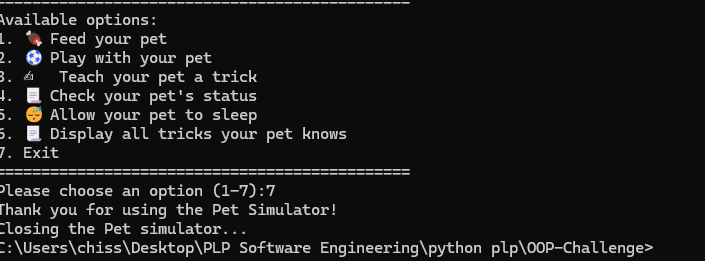 ==============================================
Available options:
1. 🍖 Feed your pet
2. ⚽ Play with your pet
3. ✍ Teach your pet a trick
4. 📃 Check your pet's status
5. 😴 Allow your pet to sleep
6. 📃 Display all tricks your pet knows
7. Exit
==============================================
Please choose an option (1-7):7
Thank you for using the Pet Simulator!
Closing the Pet simulator...
C:\Users\chiss\Desktop\PLP Software Engineering\python plp\OOP-Challenge>